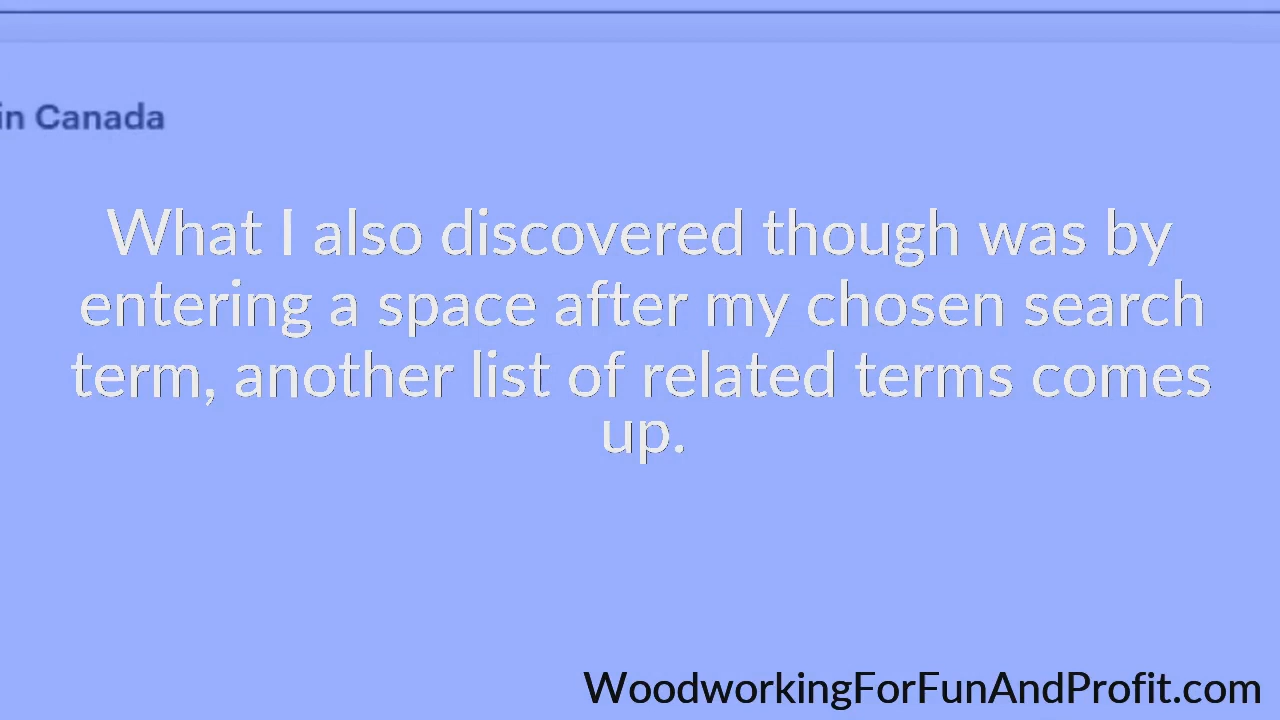 in Canada
What I also discovered though was by
entering a space after my chosen search
term, another list of related terms comes
up.
WoodworkingForFunAndProfit.com